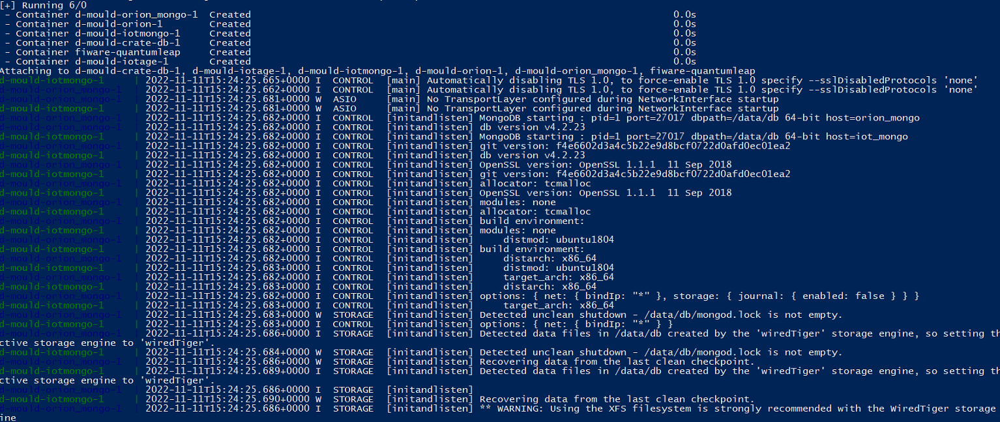 [+] Running 6/0
- Container d-mould-orion_mongo-1 Created 0.0s
- Container d-mould-orion-1 Created 0.0s
- Container d-mould-iotmongo-1 Created 0.0s
- Container d-mould-crate-db-1 Created 0.0s
- Container fiware-quantumleap Created 0.0s
- Container d-mould-iotage-1 Created 0.0s
Attaching to d-mould-crate-db-1, d-mould-iotage-1, d-mould-iotmongo-1, d-mould-orion-1, d-mould-orion_mongo-1, fiware-quantumleap
d-mould-iotmongo-1 | 2022-11-11T15:24:25.665+0000 I CONTROL [main] Automatically disabling TLS 1.0, to force-enable TLS 1.0 specify --sslDisabledProtocols 'none'
d-mould-orion_mongo-1 | 2022-11-11T15:24:25.662+0000 I CONTROL [main] Automatically disabling TLS 1.0, to force-enable TLS 1.0 specify --sslDisabledProtocols 'none'
d-mould-orion_mongo-1 | 2022-11-11T15:24:25.681+0000 W ASIO [main] No TransportLayer configured during NetworkInterface startup
d-mould-iotmongo-1 | 2022-11-11T15:24:25.681+0000 W ASIO [main] No TransportLayer configured during NetworkInterface startup
d-mould-orion_mongo-1 | 2022-11-11T15:24:25.682+0000 I CONTROL [initandlisten] MongoDB starting : pid=1 port=27017 dbpath=/data/db 64-bit host=orion_mongo
d-mould-orion_mongo-1 | 2022-11-11T15:24:25.682+0000 I CONTROL [initandlisten] db version v4.2.23
d-mould-iotmongo-1 | 2022-11-11T15:24:25.682+0000 I CONTROL [initandlisten] MongoDB starting : pid=1 port=27017 dbpath=/data/db 64-bit host=iot_mongo
d-mould-orion_mongo-1 | 2022-11-11T15:24:25.682+0000 I CONTROL [initandlisten] git version: f4e6602d3a4c5b22e9d8bcf0722d0afd0ec01ea2
d-mould-iotmongo-1 | 2022-11-11T15:24:25.682+0000 I CONTROL [initandlisten] db version v4.2.23
d-mould-orion_mongo-1 | 2022-11-11T15:24:25.682+0000 I CONTROL [initandlisten] OpenSSL version: OpenSSL 1.1.1 11 Sep 2018
d-mould-iotmongo-1 | 2022-11-11T15:24:25.682+0000 I CONTROL [initandlisten] git version: f4e6602d3a4c5b22e9d8bcf0722d0afd0ec01ea2
d-mould-orion_mongo-1 | 2022-11-11T15:24:25.682+0000 I CONTROL [initandlisten] allocator: tcmalloc
d-mould-iotmongo-1 | 2022-11-11T15:24:25.682+0000 I CONTROL [initandlisten] OpenSSL version: OpenSSL 1.1.1 11 Sep 2018
d-mould-orion_mongo-1 | 2022-11-11T15:24:25.682+0000 I CONTROL [initandlisten] modules: none
d-mould-iotmongo-1 | 2022-11-11T15:24:25.682+0000 I CONTROL [initandlisten] allocator: tcmalloc
d-mould-orion_mongo-1 | 2022-11-11T15:24:25.682+0000 I CONTROL [initandlisten] build environment:
d-mould-iotmongo-1 | 2022-11-11T15:24:25.682+0000 I CONTROL [initandlisten] modules: none
d-mould-orion_mongo-1 | 2022-11-11T15:24:25.682+0000 I CONTROL [initandlisten] distmod: ubuntu1804
d-mould-iotmongo-1 | 2022-11-11T15:24:25.682+0000 I CONTROL [initandlisten] build environment:
d-mould-orion_mongo-1 | 2022-11-11T15:24:25.682+0000 I CONTROL [initandlisten] distarch: x86_64
d-mould-iotmongo-1 | 2022-11-11T15:24:25.683+0000 I CONTROL [initandlisten] distmod: ubuntu1804
d-mould-orion_mongo-1 | 2022-11-11T15:24:25.682+0000 I CONTROL [initandlisten] target_arch: x86_64
d-mould-iotmongo-1 | 2022-11-11T15:24:25.683+0000 I CONTROL [initandlisten] distarch: x86_64
d-mould-orion_mongo-1 | 2022-11-11T15:24:25.682+0000 I CONTROL [initandlisten] options: { net: { bindIp: "*" }, storage: { journal: { enabled: false } } }
d-mould-iotmongo-1 | 2022-11-11T15:24:25.683+0000 I CONTROL [initandlisten] target_arch: x86_64
d-mould-orion_mongo-1 | 2022-11-11T15:24:25.683+0000 W STORAGE [initandlisten] Detected unclean shutdown - /data/db/mongod.lock is not empty.
d-mould-iotmongo-1 | 2022-11-11T15:24:25.683+0000 I CONTROL [initandlisten] options: { net: { bindIp: "*" } }
d-mould-orion_mongo-1 | 2022-11-11T15:24:25.686+0000 I STORAGE [initandlisten] Detected data files in /data/db created by the 'wiredTiger' storage engine, so setting th
ctive storage engine to 'wiredTiger'.
d-mould-iotmongo-1 | 2022-11-11T15:24:25.684+0000 W STORAGE [initandlisten] Detected unclean shutdown - /data/db/mongod.lock is not empty.
d-mould-orion_mongo-1 | 2022-11-11T15:24:25.686+0000 W STORAGE [initandlisten] Recovering data from the last clean checkpoint.
d-mould-iotmongo-1 | 2022-11-11T15:24:25.689+0000 I STORAGE [initandlisten] Detected data files in /data/db created by the 'wiredTiger' storage engine, so setting th
ctive storage engine to 'wiredTiger'.
d-mould-orion_mongo-1 | 2022-11-11T15:24:25.686+0000 I STORAGE [initandlisten]
d-mould-iotmongo-1 | 2022-11-11T15:24:25.690+0000 W STORAGE [initandlisten] Recovering data from the last clean checkpoint.
d-mould-orion_mongo-1 | 2022-11-11T15:24:25.686+0000 I STORAGE [initandlisten] ** WARNING: Using the XFS filesystem is strongly recommended with the WiredTiger storage
ine